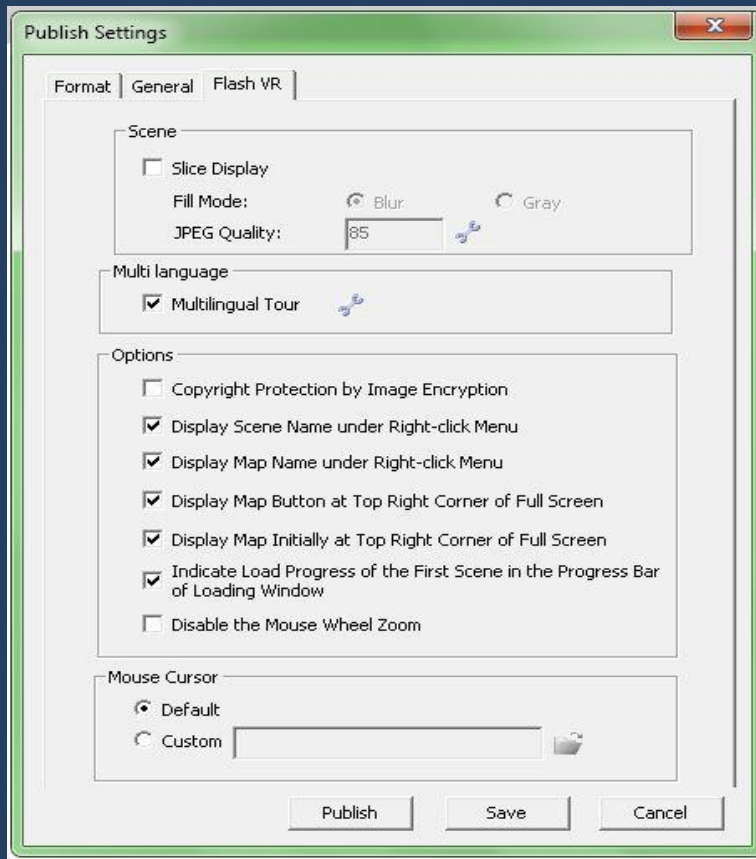 Publish Settings
Format General Flash VR
Scene
Slice Display
Fill Mode: Blur Gray
JPEG Quality: 85
Multi language
Multilingual Tour
Options
Copyright Protection by Image Encryption
Display Scene Name under Right-click Menu
Display Map Name under Right-click Menu
Display Map Button at Top Right Corner of Full Screen
Display Map Initially at Top Right Corner of Full Screen
Indicate Load Progress of the First Scene in the Progress Bar
of Loading Window
Disable the Mouse Wheel Zoom
Mouse Cursor
Default
Custom
Publish Save Cancel